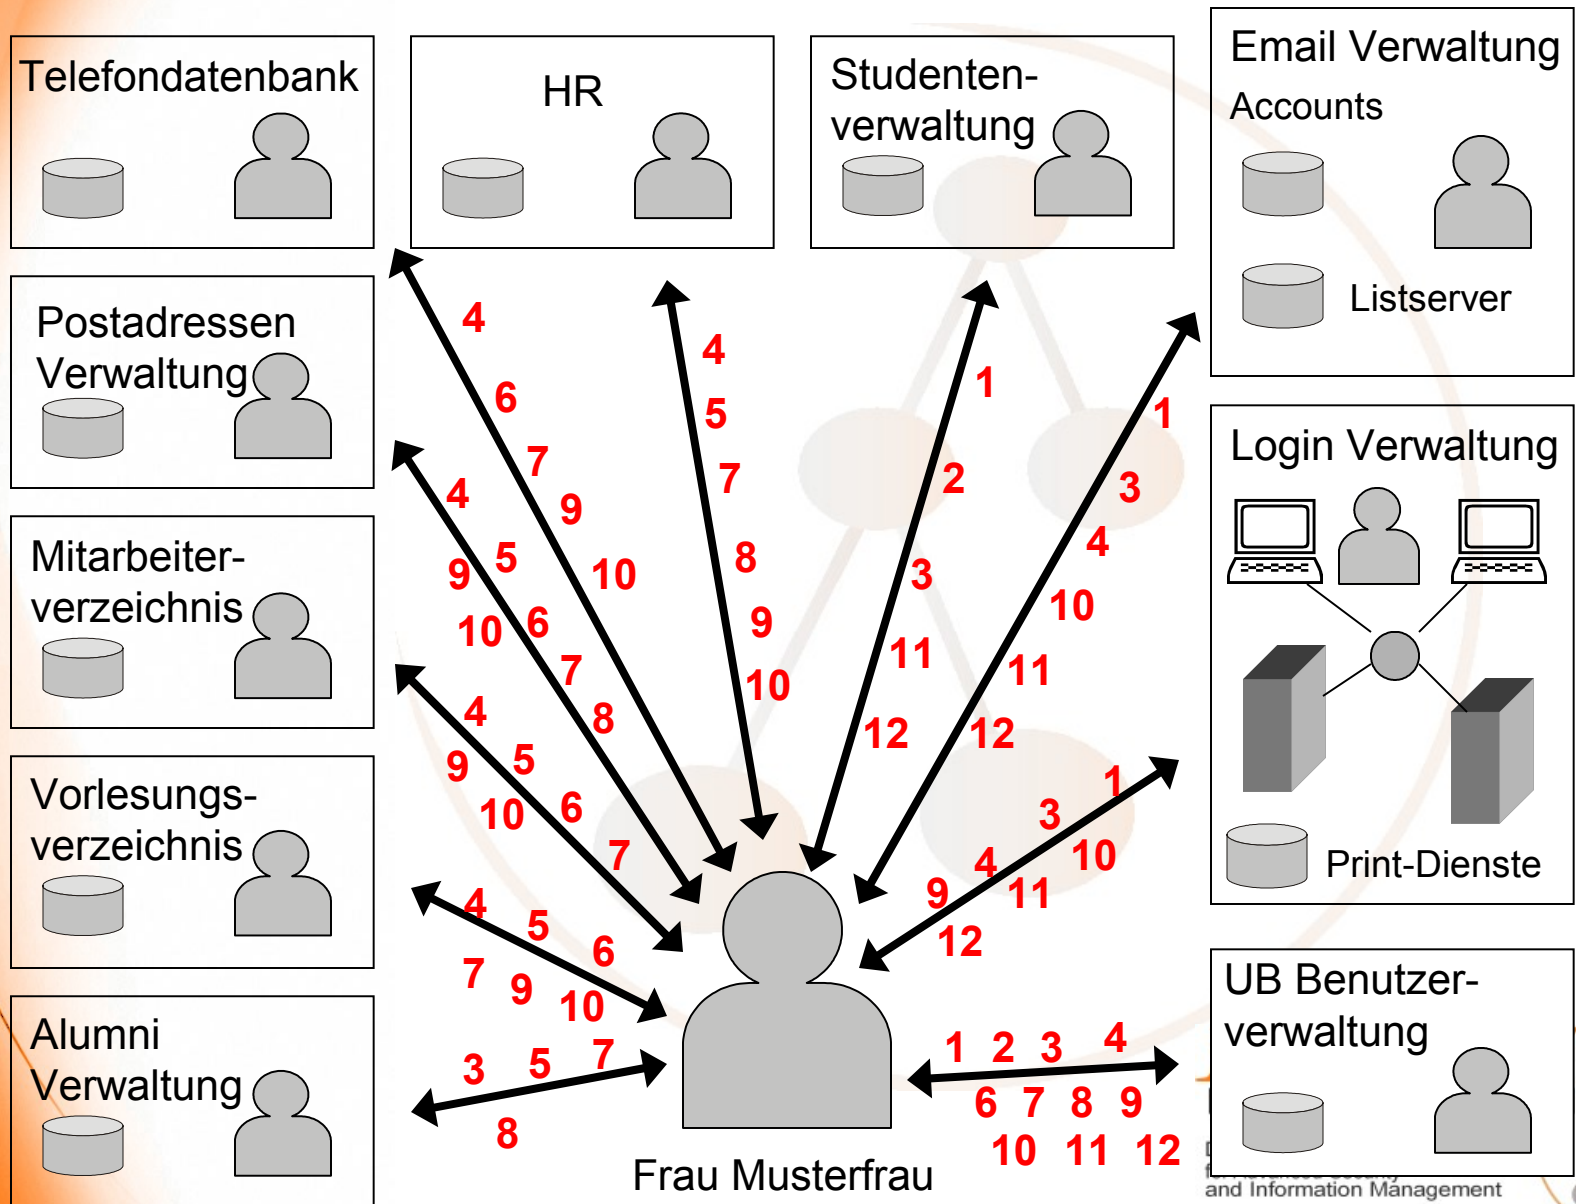 Telefondatenbank
HR
Studenten-
verwaltung
Email Verwaltung
Accounts
Listserver
Postadressen
Verwaltung
Mitarbeiter-
verzeichnis
Vorlesungs-
verzeichnis
Alumni
Verwaltung
Login Verwaltung
Print-Dienste
UB Benutzer-
verwaltung
4
6
7
9
10
4
5
7
8
9
10
1
2
3
11
12
1
3
4
10
11
12
4
5
9
10
6
7
8
4
5
9
10
6
7
1
3
4
10
9
11
12
4
5
6
7
9
10
3
5
7
8
1 2 3 4
6 7 8 9
10 11 12
Frau Musterfrau
and Information Management